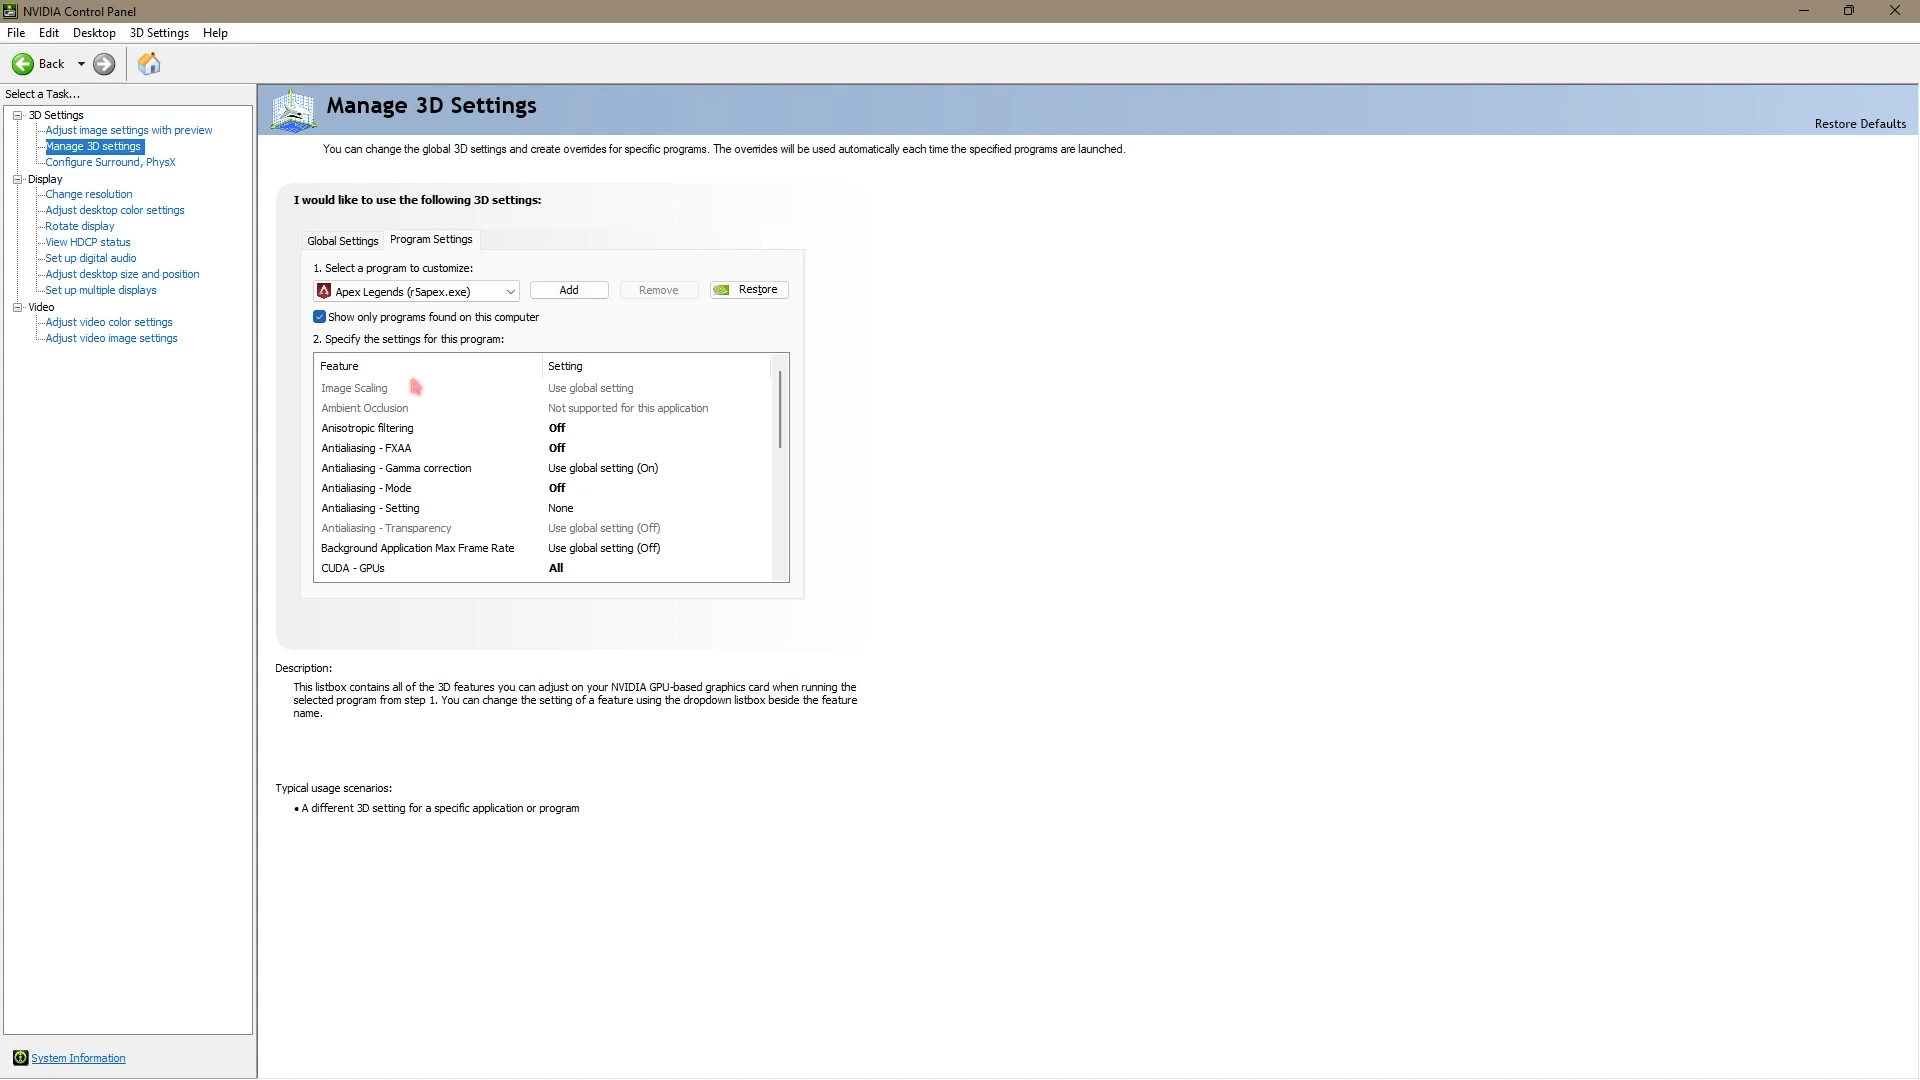 NVIDIA Control Panel
File Edit Desktop 3D Settings Help
Back
Select a Task...
3D Settings
Adjust image settings with preview
Manage 3D settings
Configure Surround, PhysX
Display
Change resolution
Adjust desktop color settings
Rotate display
View HDCP status
Set up digital audio
Adjust desktop size and position
Set up multiple displays
Video
Adjust video color settings
Adjust video image settings
System Information
Manage 3D Settings
Restore Defaults
You can change the global 3D settings and create overrides for specific programs. The overrides will be used automatically each time the specified programs are launched.
I would like to use the following 3D settings:
Global Settings Program Settings
1. Select a program to customize:
Apex Legends (r5apex.exe) Add Remove Restore
Show only programs found on this computer
2. Specify the settings for this program:
Feature Setting
Image Scaling Use global setting
Ambient Occlusion Not supported for this application
Anisotropic filtering Off
Antialiasing - FXAA Off
Antialiasing - Gamma correction Use global setting (On)
Antialiasing - Mode Off
Antialiasing - Setting None
Antialiasing - Transparency Use global setting (Off)
Background Application Max Frame Rate Use global setting (Off)
CUDA - GPUs All
Description:
This listbox contains all of the 3D features you can adjust on your NVIDIA GPU-based graphics card when running the
selected program from step 1. You can change the setting of a feature using the dropdown listbox beside the feature
name.
Typical usage scenarios:
• A different 3D setting for a specific application or program